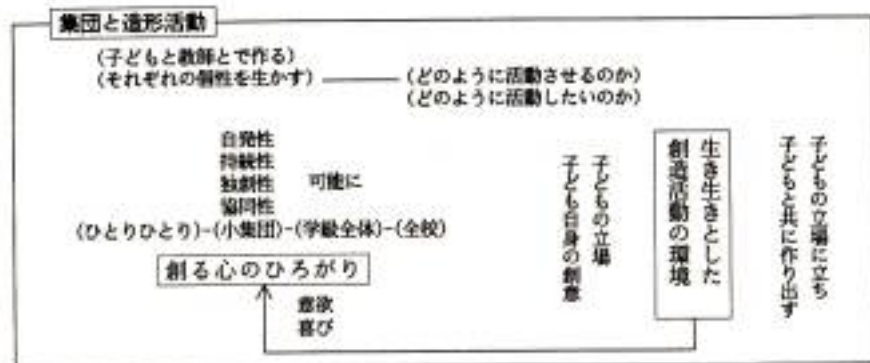 集団と造形活動
(子どもと教師とで作る)
(それぞれの個性を生かす)
(どのように活動させるのか)
(どのように活動したいのか)
自発性
持続性
独創性
可能に
協同性
(ひとりひとり)-(小集団)-(学級全体)-(全校)
創る心のひろがり
意欲
喜び
子どもの立場に立ち
子どもと共に作り出す
生き生きとした
創造活動の環境
子どもの立場
子ども自身の創意